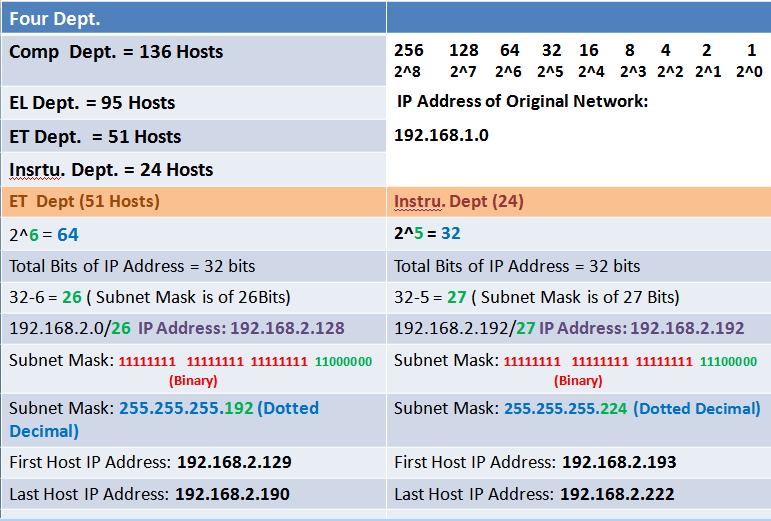 Four Dept.
Comp Dept. = 136 Hosts
256 128 64 32 16 8 4 2 1
2^8 2^7 2^6 2^5 2^4 2^3 2^2 2^1 2^0
EL Dept. = 95 Hosts
IP Address of Original Network:
ET Dept. = 51 Hosts
192.168.1.0
Insrtu. Dept. = 24 Hosts
ET Dept (51 Hosts)
Instru. Dept (24)
2^6 = 64
2^5 = 32
Total Bits of IP Address = 32 bits
Total Bits of IP Address = 32 bits
32-6 = 26 ( Subnet Mask is of 26Bits)
32-5 = 27 ( Subnet Mask is of 27 Bits)
192.168.2.0/26 IP Address: 192.168.2.128
192.168.2.192/27 IP Address: 192.168.2.192
Subnet Mask: 11111111 11111111 11111111 11000000
(Binary)
Subnet Mask: 11111111 11111111 11111111 11100000
(Binary)
Subnet Mask: 255.255.255.192 (Dotted
Decimal)
Subnet Mask: 255.255.255.224 (Dotted Decimal)
First Host IP Address: 192.168.2.129
First Host IP Address: 192.168.2.193
Last Host IP Address: 192.168.2.190
Last Host IP Address: 192.168.2.222